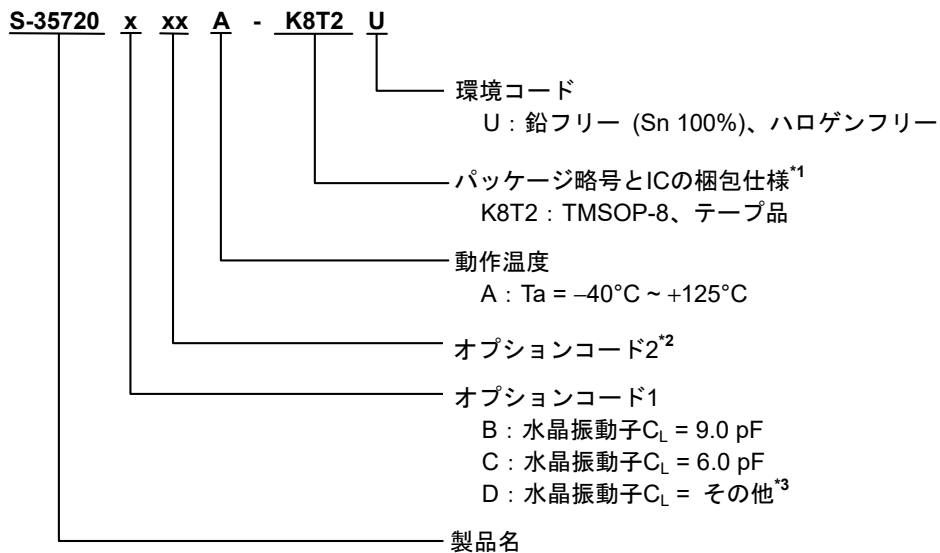 S-35720 x xx A - K8T2 U
環境コード
U : 鉛フリー (Sn 100%)、ハロゲンフリー
パッケージ略号とICの梱包仕様*1
K8T2 : TMSOP-8、テープ品
動作温度
A : Ta = −40°C ~ +125°C
オプションコード2*2
オプションコード1
B : 水晶振動子CL = 9.0 pF
C : 水晶振動子CL = 6.0 pF
D : 水晶振動子CL = その他*3
製品名